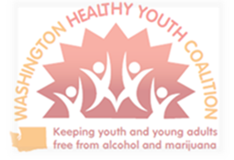 WASHINGTON HEALTHY YOUTH COALITION
Keeping youth and young adults
free from alcohol and marijuana